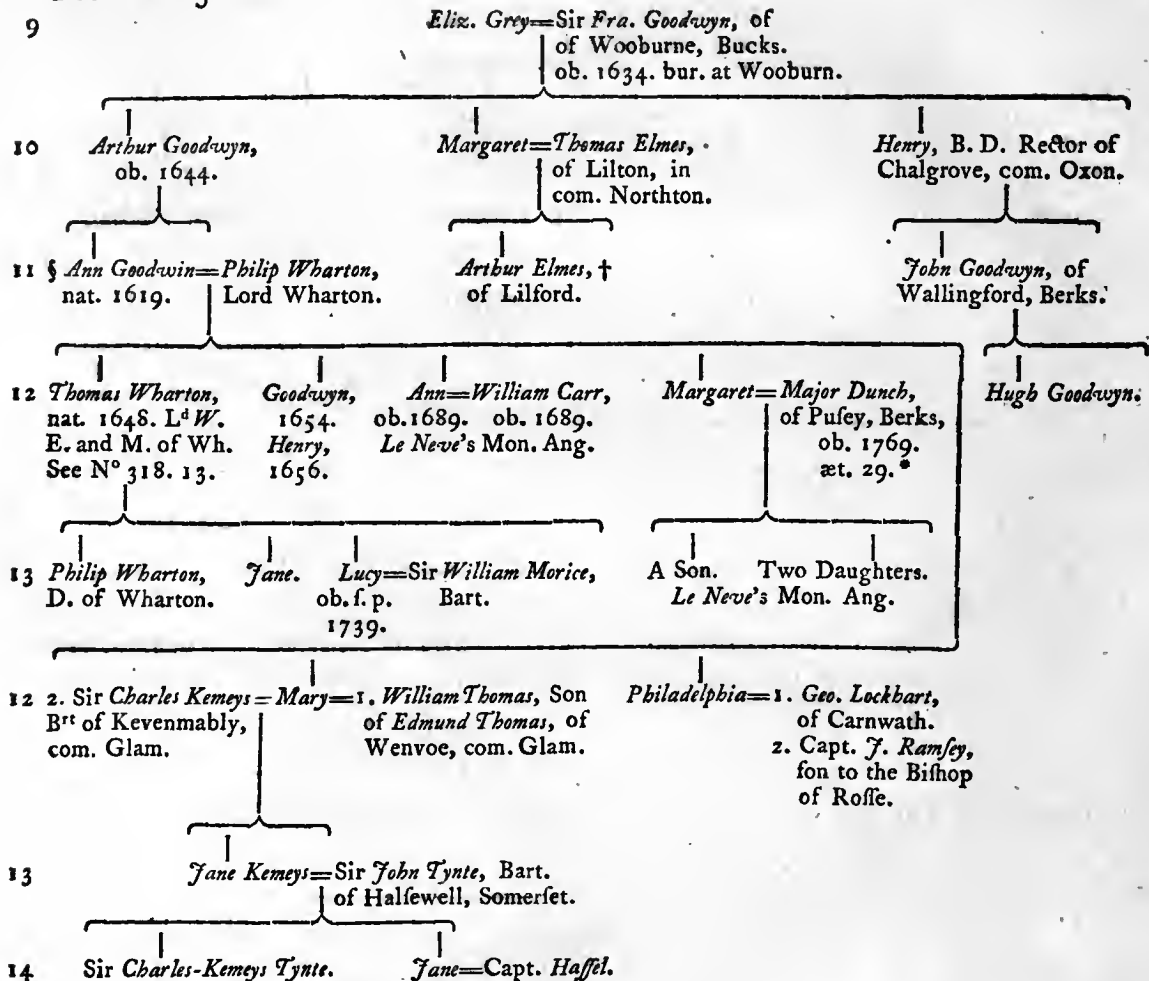 9 Eliz. Grey=Sir Fra. Goodwyn, of
of Wooburne, Bucks.
ob. 1634. bur. at Wooburn.
10 Arthur Goodwyn, Margaret=Thomas Elmes, Henry, B. D. Rector of
ob. 1644. of Lilton, in Chalgrove, com. Oxon.
com. Northton.
11 § Ann Goodwin=Philip Wharton, Arthur Elmes, † John Goodwyn, of
nat. 1619. Lord Wharton. of Lilford. Wallingford, Berks.
12 Thomas Wharton, Goodwyn, Ann=William Carr, Margaret=Major Dunch, Hugh Goodwyn.
nat. 1648. Ld W. 1654. ob. 1689. ob. 1689. of Puſey, Berks,
E. and M. of Wh. Henry, Le Neve's Mon. Ang. ob. 1769.
See No 318. 13. 1656. æt. 29.*
13 Philip Wharton, Jane. Lucy=Sir William Morice, A Son. Two Daughters.
D. of Wharton. ob. ſ. p. Bart. Le Neve's Mon. Ang.
1739.
12 2. Sir Charles Kemeys=Mary=1. William Thomas, Son Philadelphia=1. Geo. Lockhart,
Brt of Kevenmably, of Edmund Thomas, of of Carnwath.
com. Glam. Wenvoe, com. Glam. 2. Capt. J. Ramſey,
ſon to the Biſhop
of Roſſe.
13 Jane Kemeys=Sir John Tynte, Bart.
of Halſewell, Somerſet.
14 Sir Charles-Kemeys Tynte. Jane=Capt. Haſſel.